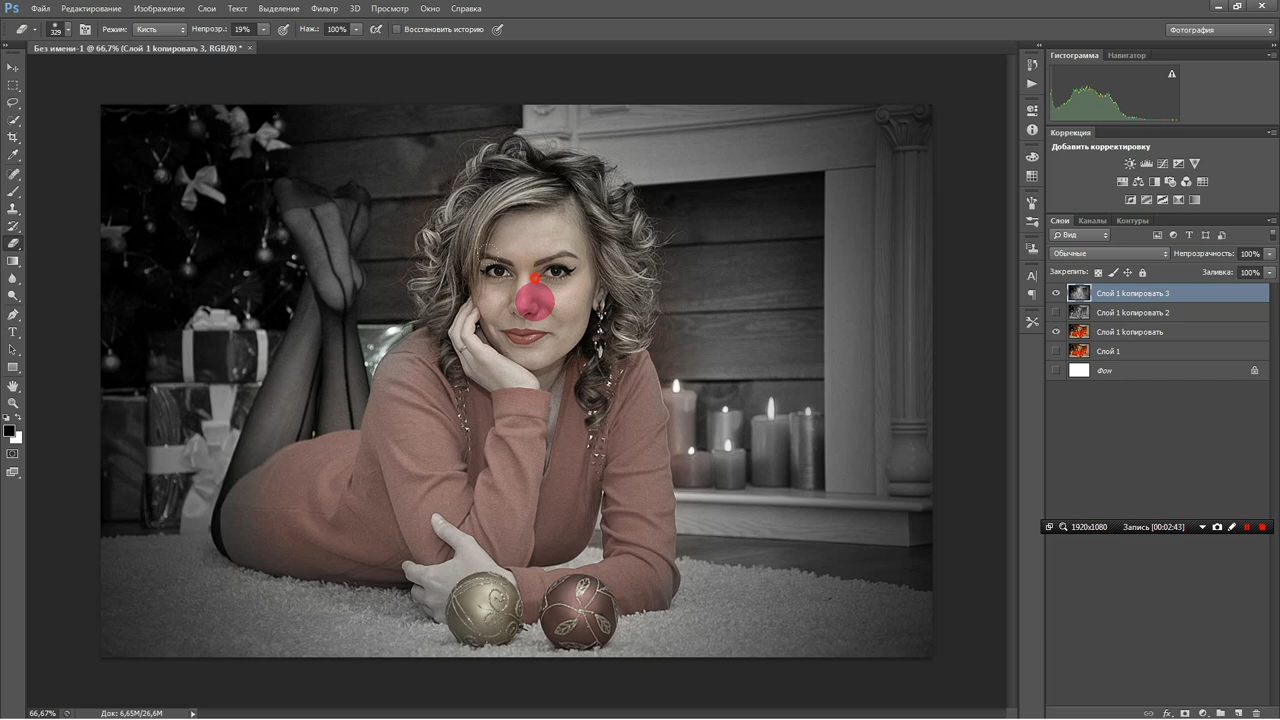 Ps Файл Редактирование Изображение Слои Текст Выделение Фильтр 3D Просмотр Окно Справка
329 Режим: Кисть Непрозр.: 19% Наж.: 100% Восстановить историю Фотография
Без имени-1 @ 66,7% (Слой 1 копировать 3, RGB/8) * ×
Гистограмма Навигатор
Коррекция
Добавить корректировку
Слои Каналы Контуры
Вид
Обычные Непрозрачность: 100%
Закрепить: Заливка: 100%
Слой 1 копировать 3
Слой 1 копировать 2
Слой 1 копировать
Слой 1
Фон
1920x1080 Запись [00:02:43]
66,67% Док: 6,65M/26,6M